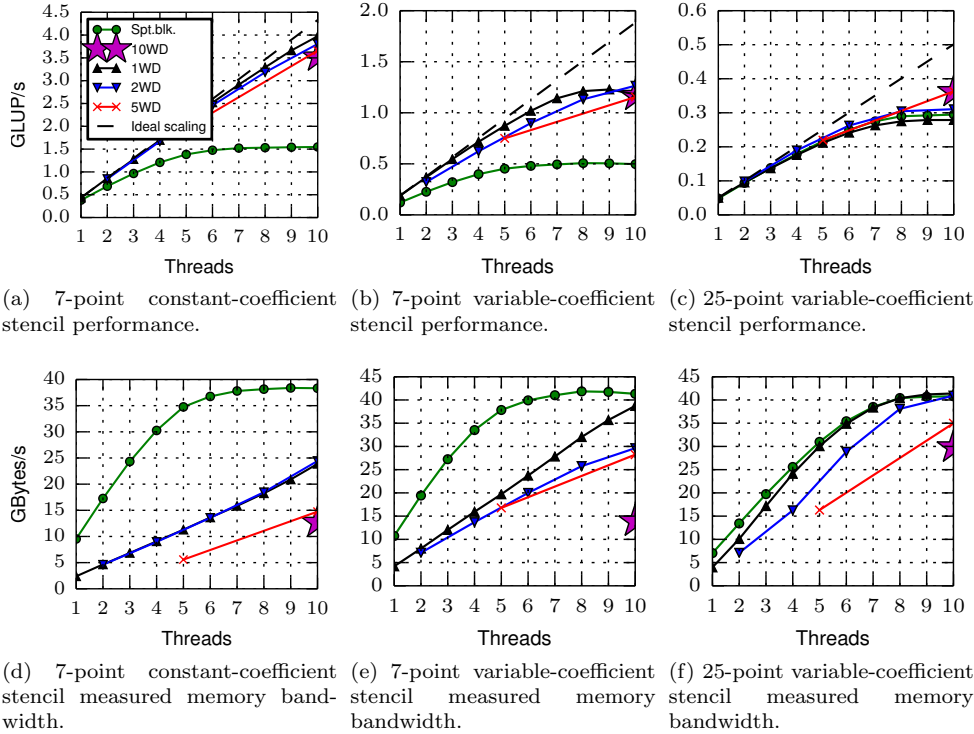 4.5
4.0
3.5
3.0
2.5
2.0
1.5
1.0
0.5
0.0
GLUP/s
Spt.blk.
10WD
1WD
2WD
5WD
Ideal scaling
1 2 3 4 5 6 7 8 9 10
Threads
2.0
1.5
1.0
0.5
0.0
1 2 3 4 5 6 7 8 9 10
Threads
0.6
0.5
0.4
0.3
0.2
0.1
0.0
1 2 3 4 5 6 7 8 9 10
Threads
(a) 7-point constant-coefficient
stencil performance.
(b) 7-point variable-coefficient
stencil performance.
(c) 25-point variable-coefficient
stencil performance.
40
35
30
25
20
15
10
5
0
GBytes/s
1 2 3 4 5 6 7 8 9 10
Threads
45
40
35
30
25
20
15
10
5
0
1 2 3 4 5 6 7 8 9 10
Threads
45
40
35
30
25
20
15
10
5
0
1 2 3 4 5 6 7 8 9 10
Threads
(d) 7-point constant-coefficient
stencil measured memory band-
width.
(e) 7-point variable-coefficient
stencil measured memory
bandwidth.
(f) 25-point variable-coefficient
stencil measured memory
bandwidth.